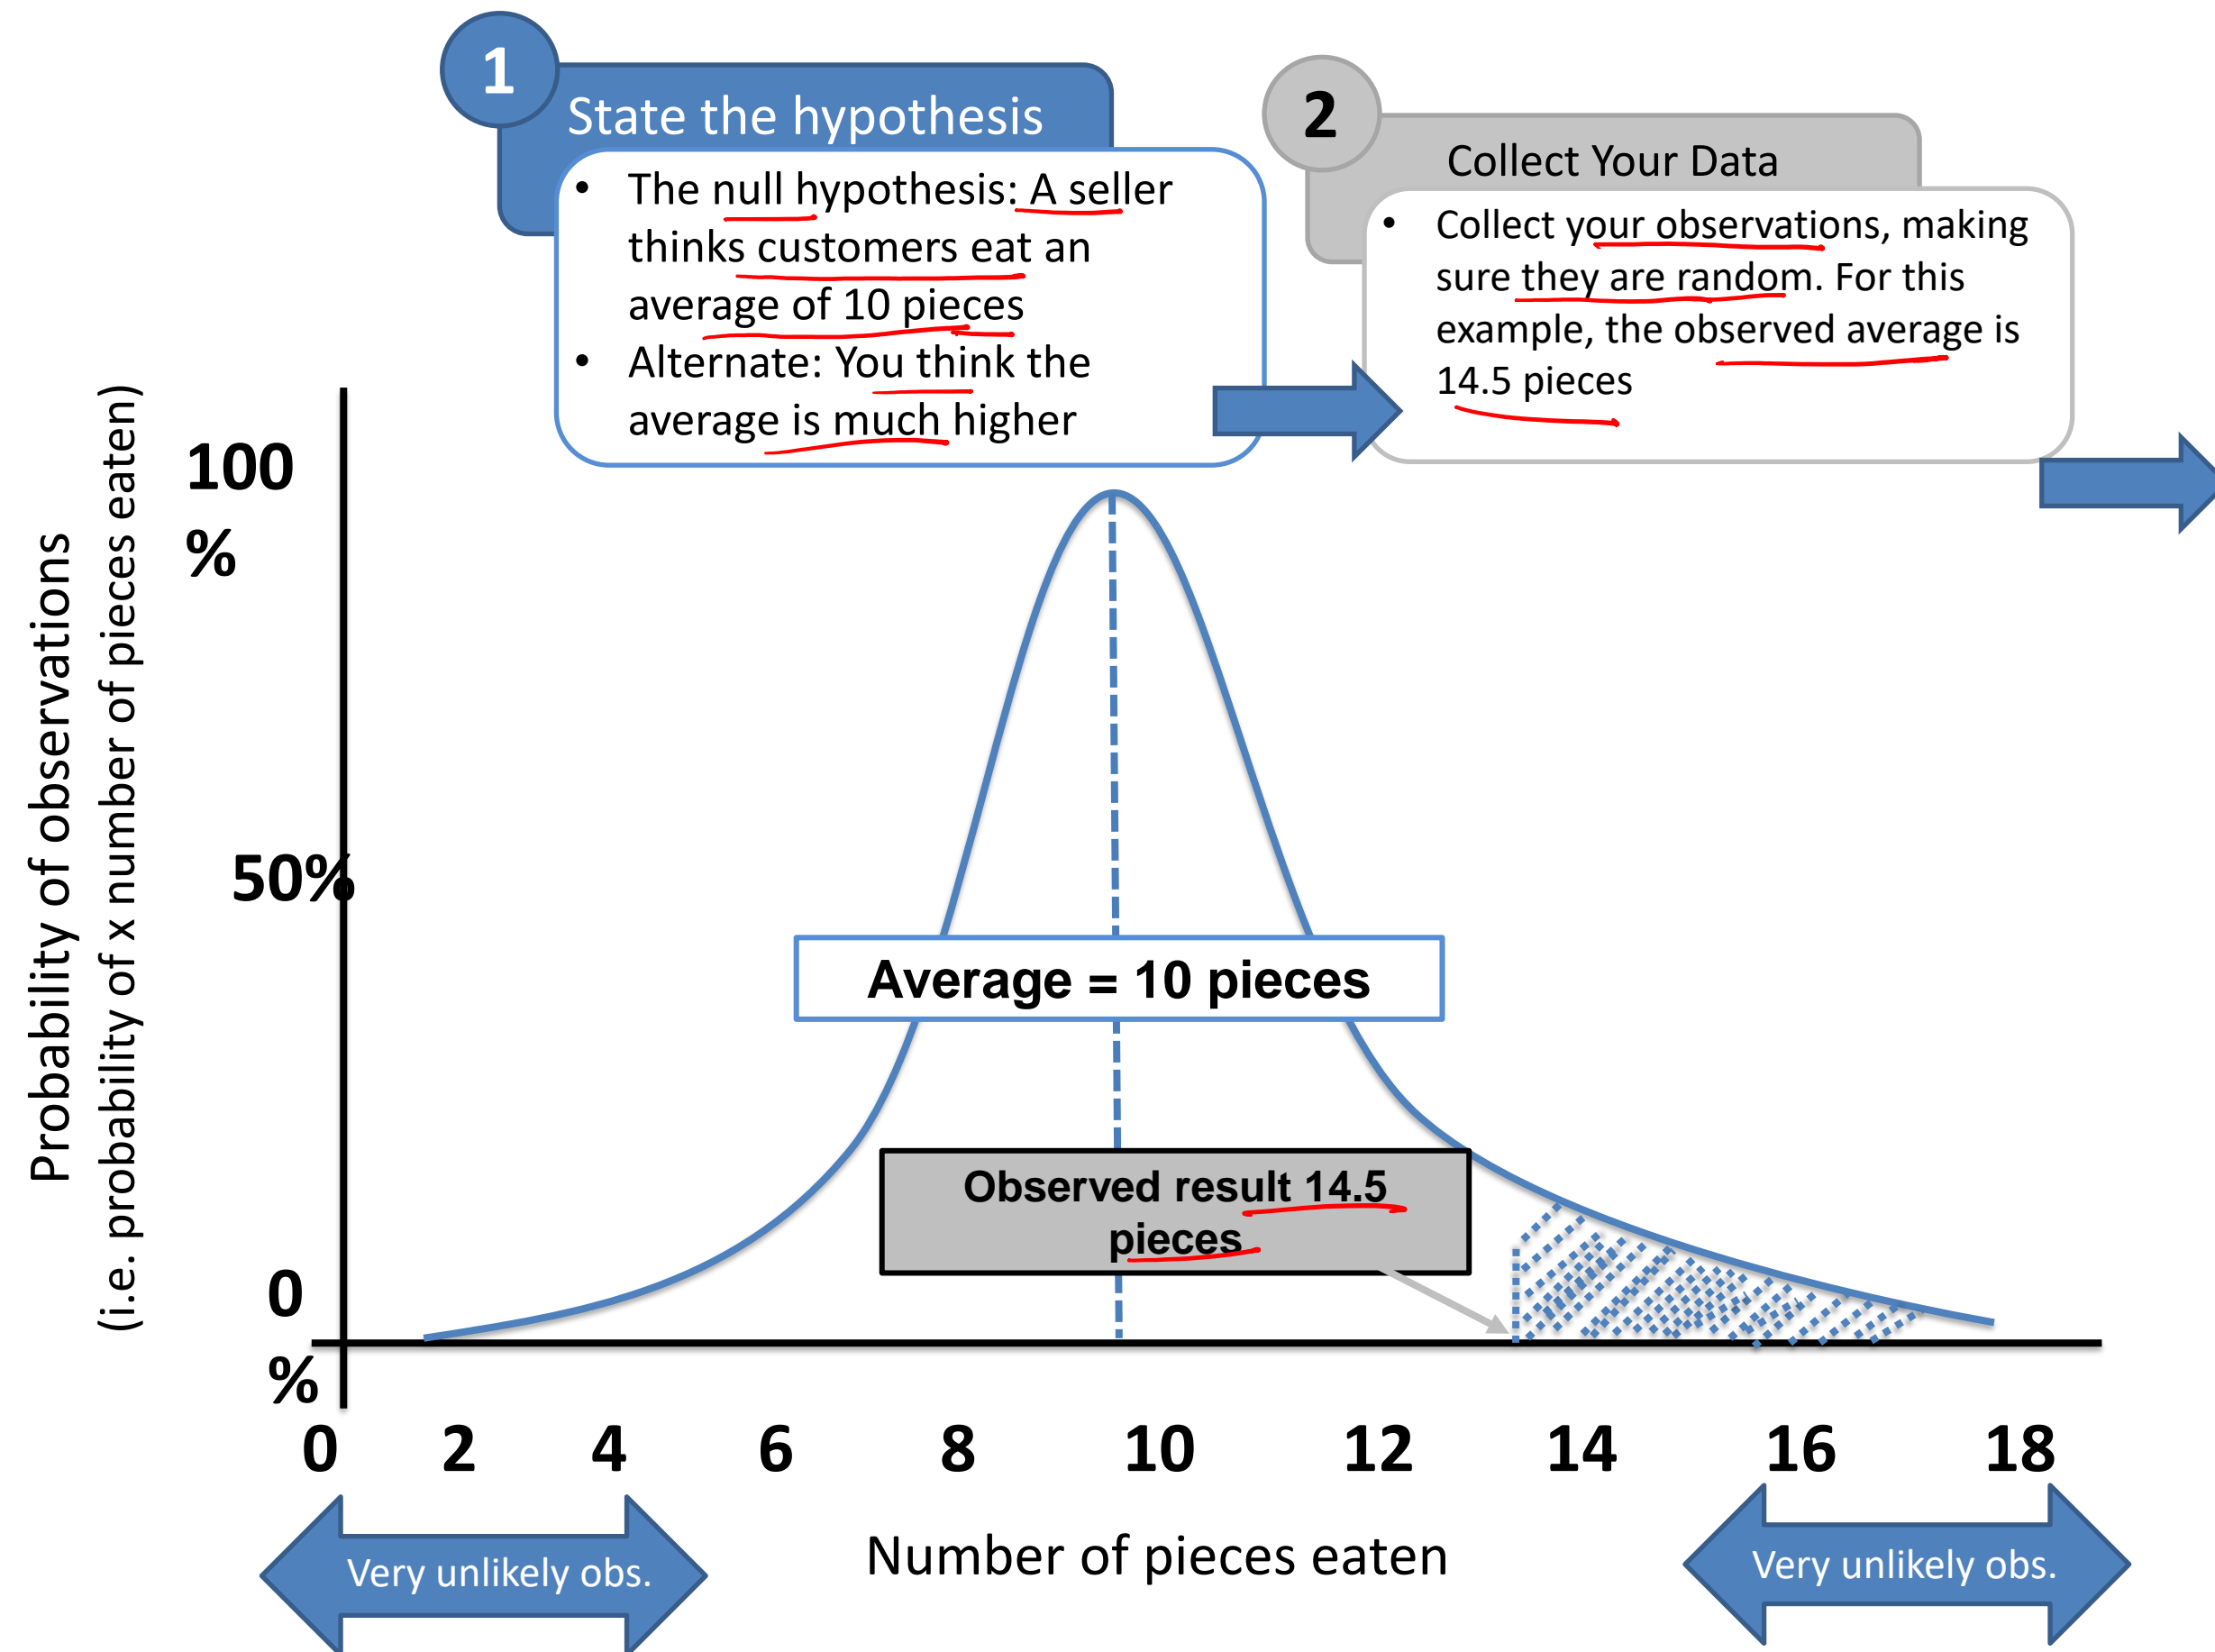 1
State the hypothesis
• The null hypothesis: A seller
thinks customers eat an
average of 10 pieces
• Alternate: You think the
average is much higher
2
Collect Your Data
• Collect your observations, making
sure they are random. For this
example, the observed average is
14.5 pieces
Probability of observations
(i.e. probability of x number of pieces eaten)
100
%
50%
0
%
Average = 10 pieces
Observed result 14.5
pieces
0 2 4 6 8 10 12 14 16 18
Very unlikely obs.
Number of pieces eaten
Very unlikely obs.